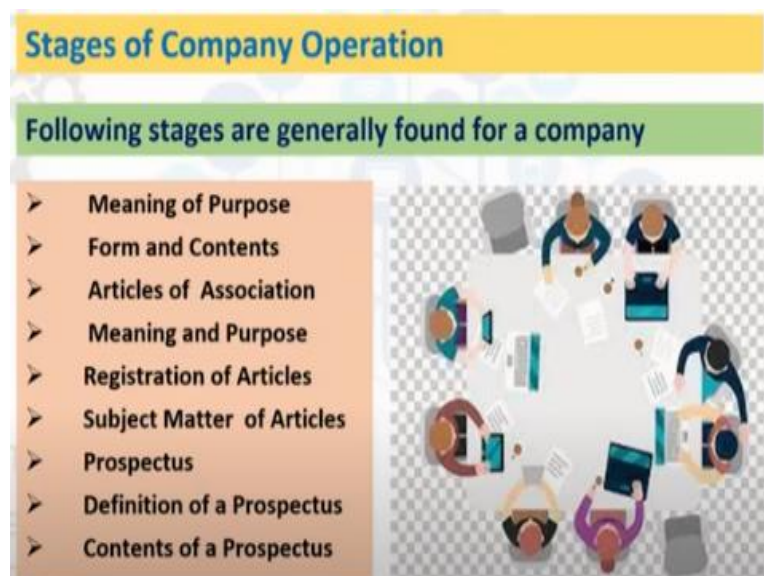 Stages of Company Operation
Following stages are generally found for a company
➢ Meaning of Purpose
➢ Form and Contents
➢ Articles of Association
➢ Meaning and Purpose
➢ Registration of Articles
➢ Subject Matter of Articles
➢ Prospectus
➢ Definition of a Prospectus
➢ Contents of a Prospectus